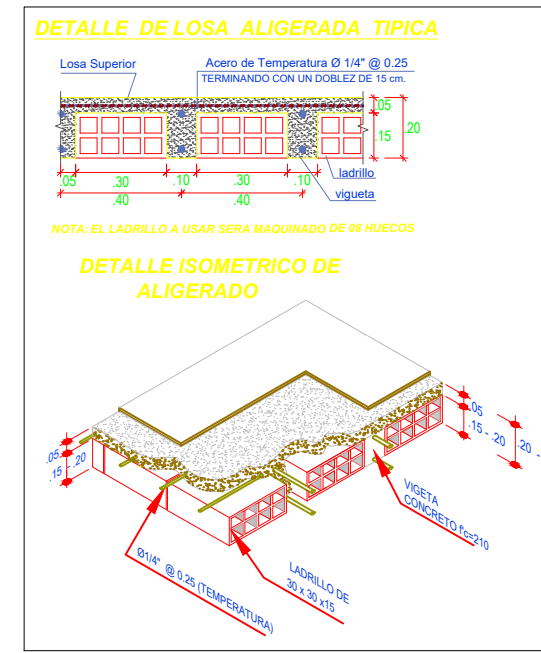 DETALLE DE LOSA ALIGERADA TIPICA
Losa Superior
Acero de Temperatura Ø 1/4" @ 0.25
TERMINANDO CON UN DOBLEZ DE 15 cm.
.05
.15
.20
ladrillo
vigueta
.05 .30 .10 .30 .10
.40 .40
NOTA: EL LADRILLO A USAR SERA MAQUINADO DE 08 HUECOS
DETALLE ISOMETRICO DE
ALIGERADO
.05
.15 - .20
.05
.15 - .20
.20 -
VIGETA
CONCRETO f'c=210
Ø1/4" @ 0.25 (TEMPERATURA)
LADRILLO DE
30 x 30 x15